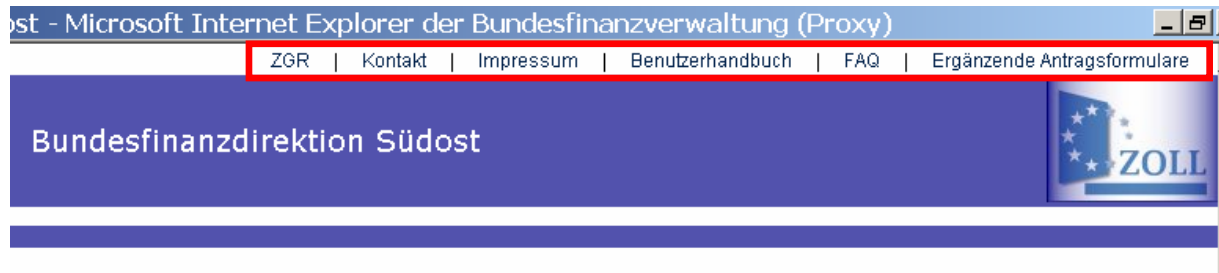 ost - Microsoft Internet Explorer der Bundesfinanzverwaltung (Proxy)
ZGR | Kontakt | Impressum | Benutzerhandbuch | FAQ | Ergänzende Antragsformulare
Bundesfinanzdirektion Südost
ZOLL